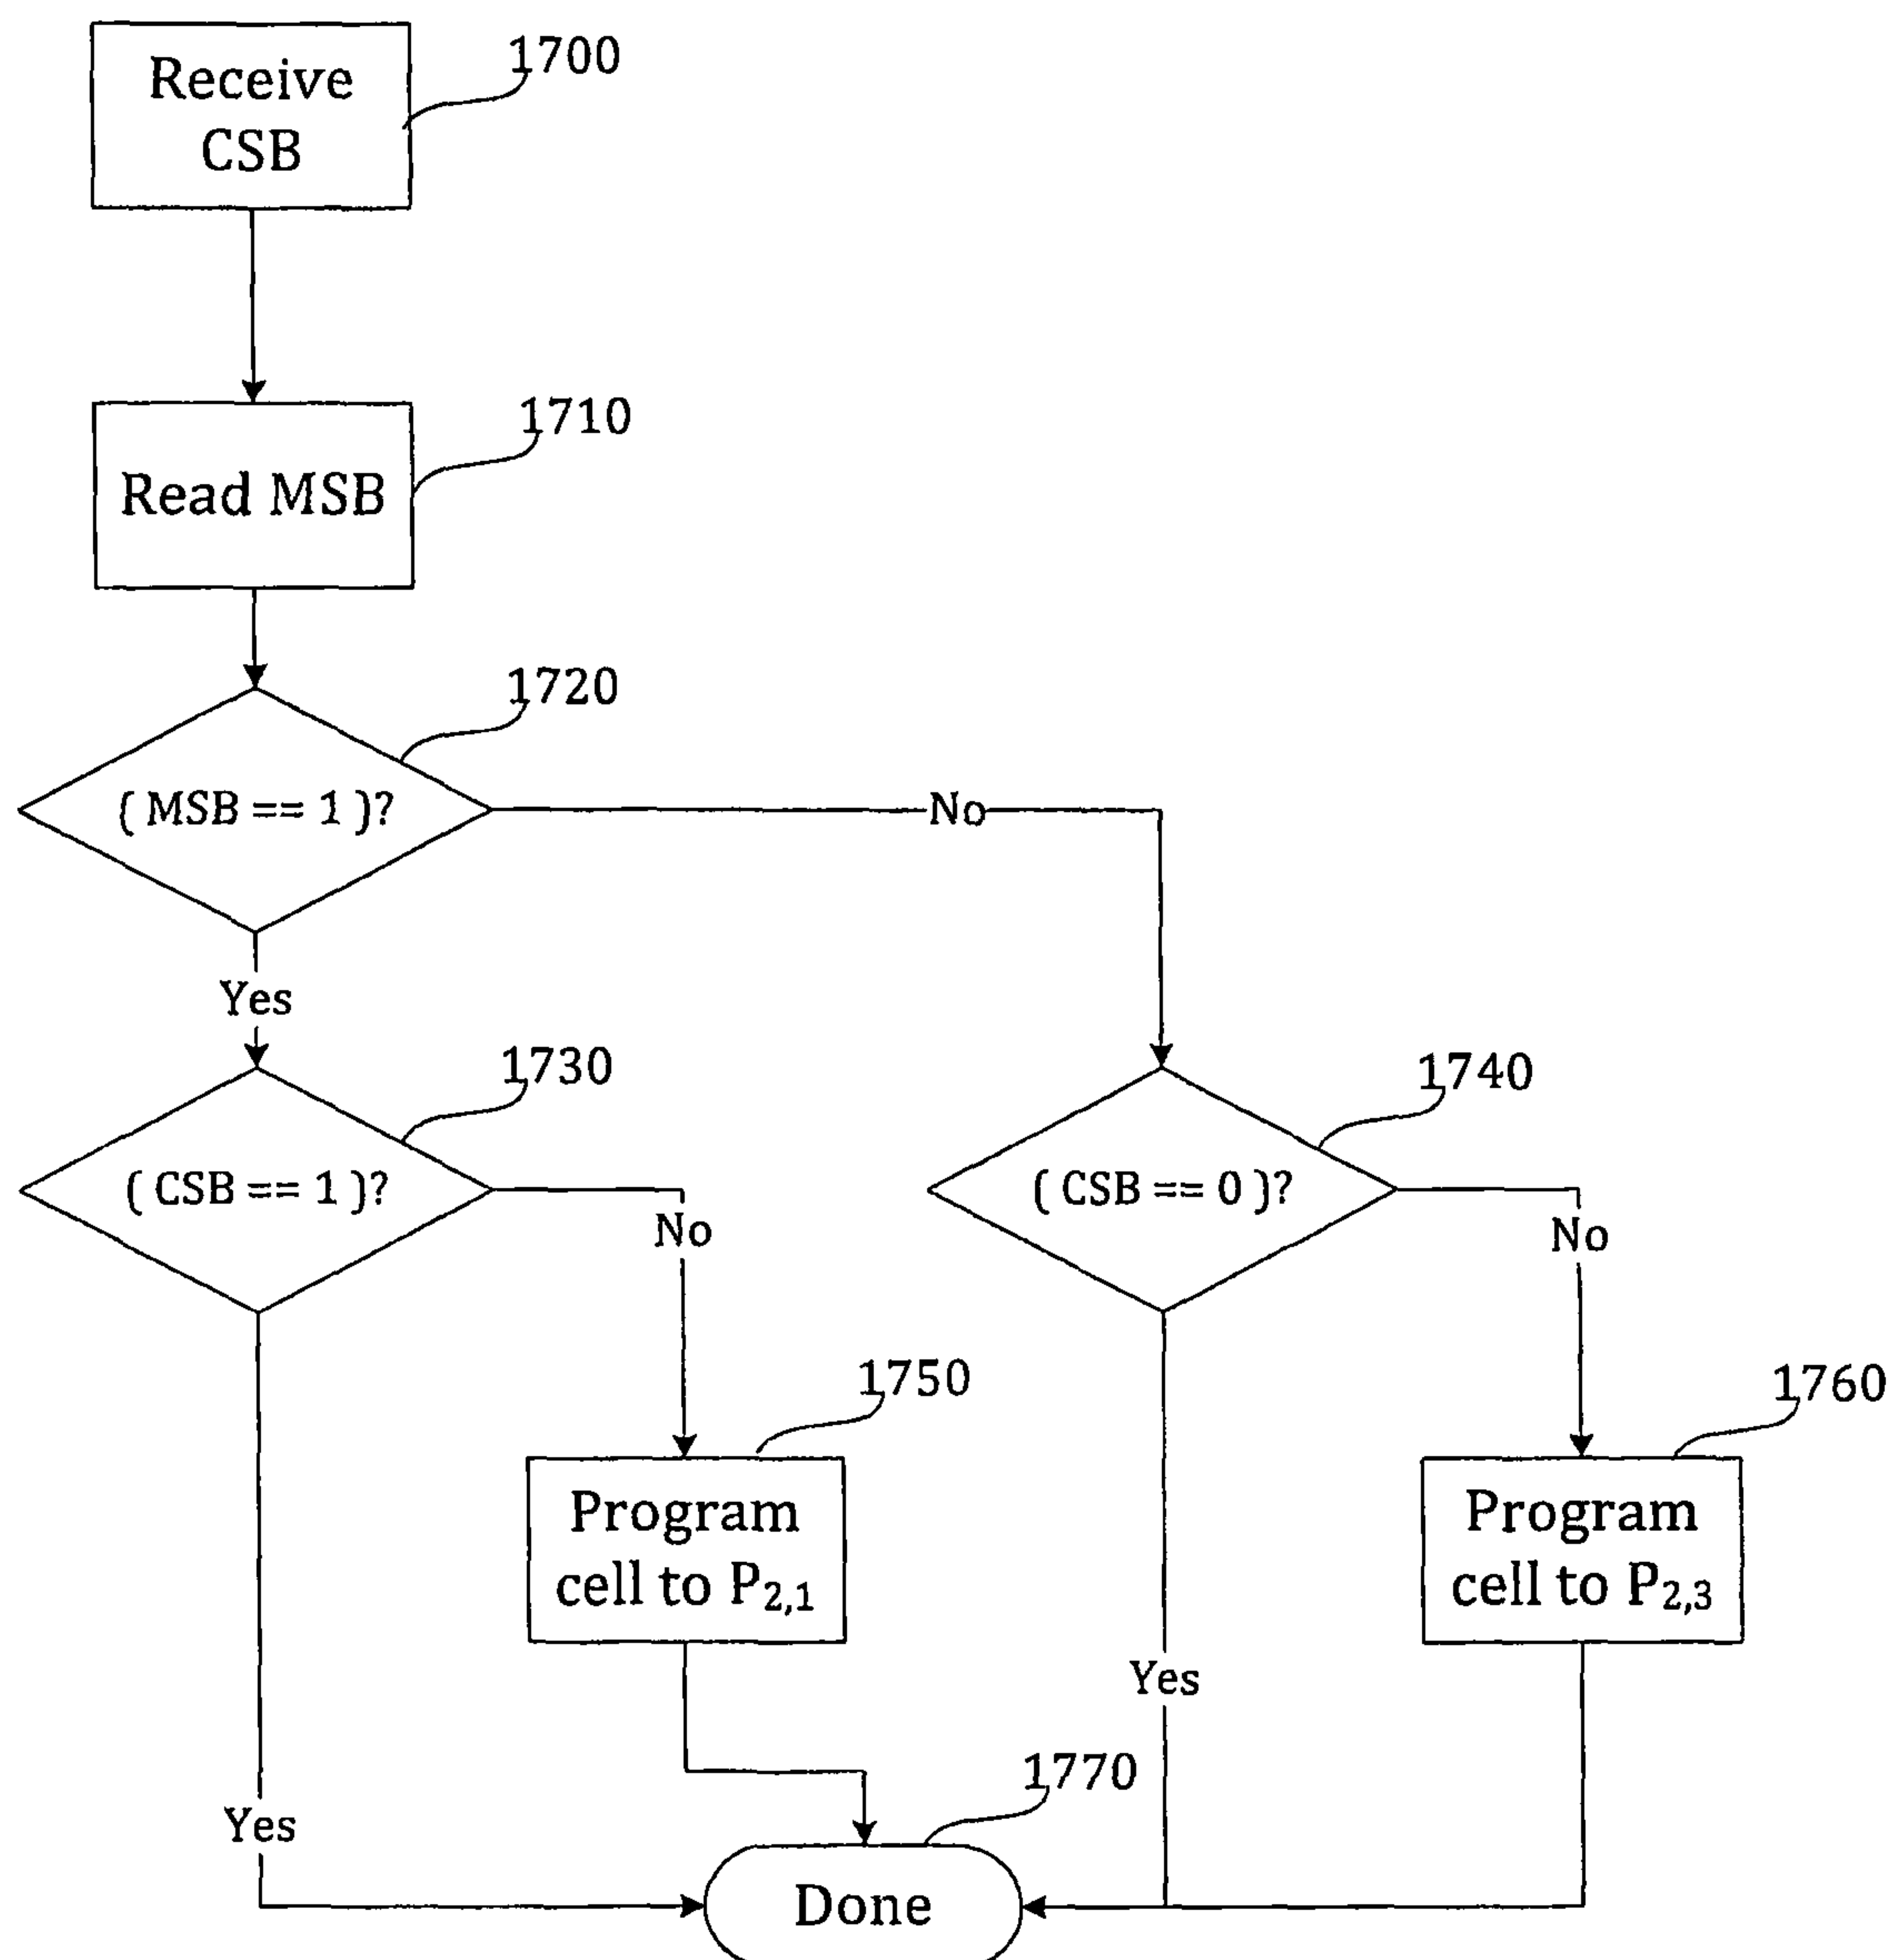 Receive
CSB
1700
Read MSB
1710
1720
( MSB == 1 )?
No
Yes
1730
( CSB == 1 )?
No
1740
( CSB == 0 )?
No
1750
Program
cell to P2,1
1760
Program
cell to P2,3
Yes
Yes
1770
Done